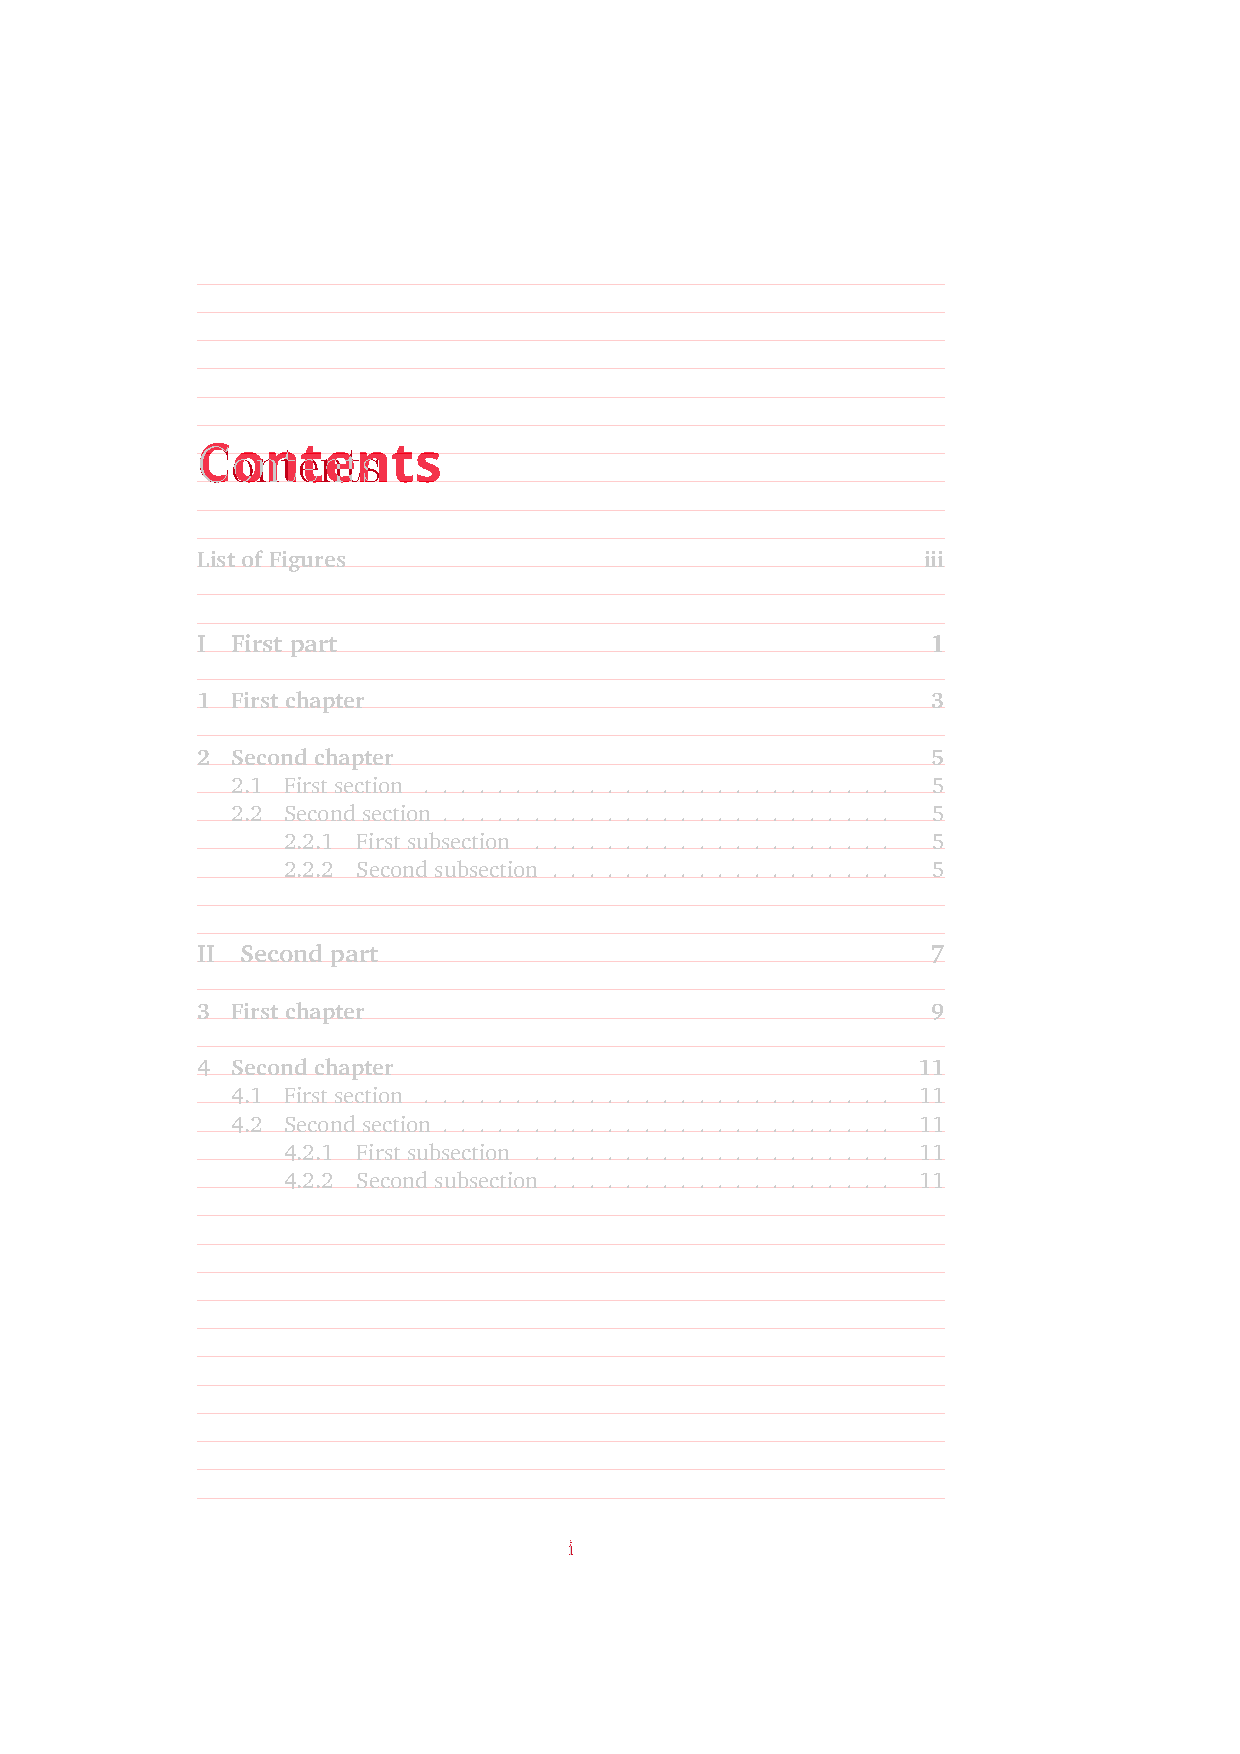 Contents
List of Figures iii
I First part 1
1 First chapter 3
2 Second chapter 5
2.1 First section . . . . . . . . . . . . . . . . . . . . . . . . . . 5
2.2 Second section . . . . . . . . . . . . . . . . . . . . . . . . . 5
2.2.1 First subsection . . . . . . . . . . . . . . . . . . . . 5
2.2.2 Second subsection . . . . . . . . . . . . . . . . . . . 5
II Second part 7
3 First chapter 9
4 Second chapter 11
4.1 First section . . . . . . . . . . . . . . . . . . . . . . . . . . 11
4.2 Second section . . . . . . . . . . . . . . . . . . . . . . . . . 11
4.2.1 First subsection . . . . . . . . . . . . . . . . . . . . 11
4.2.2 Second subsection . . . . . . . . . . . . . . . . . . . 11
i